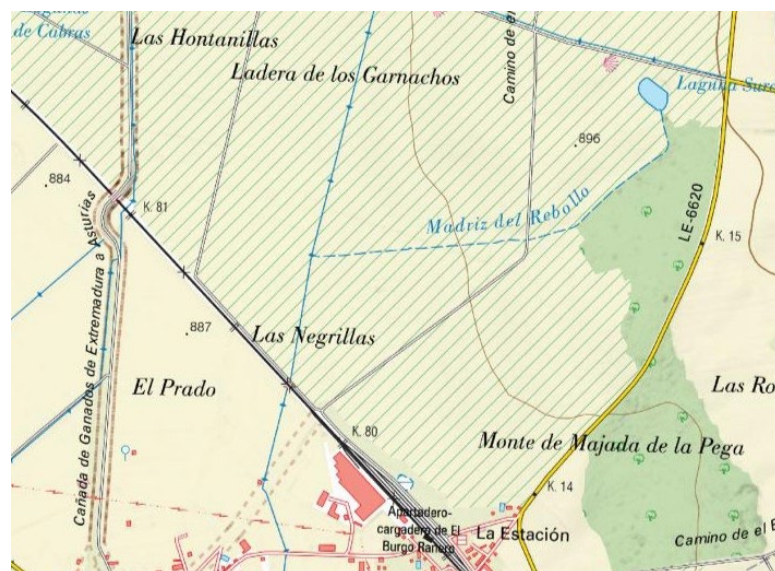 de Cabras
Las Hontanillas
Ladera de los Garnachos
Camino de el
Laguna
896
884
K. 81
Madriz del Rebollo
LE-6620
K. 15
Cañada de Ganados de Extremadura a Asturias
887
Las Negrillas
El Prado
Las Ro
K. 80
Monte de Majada de la Pega
K. 14
Apartadero-
cargadero de El
Burgo Ranero
La Estación
Camino de el B